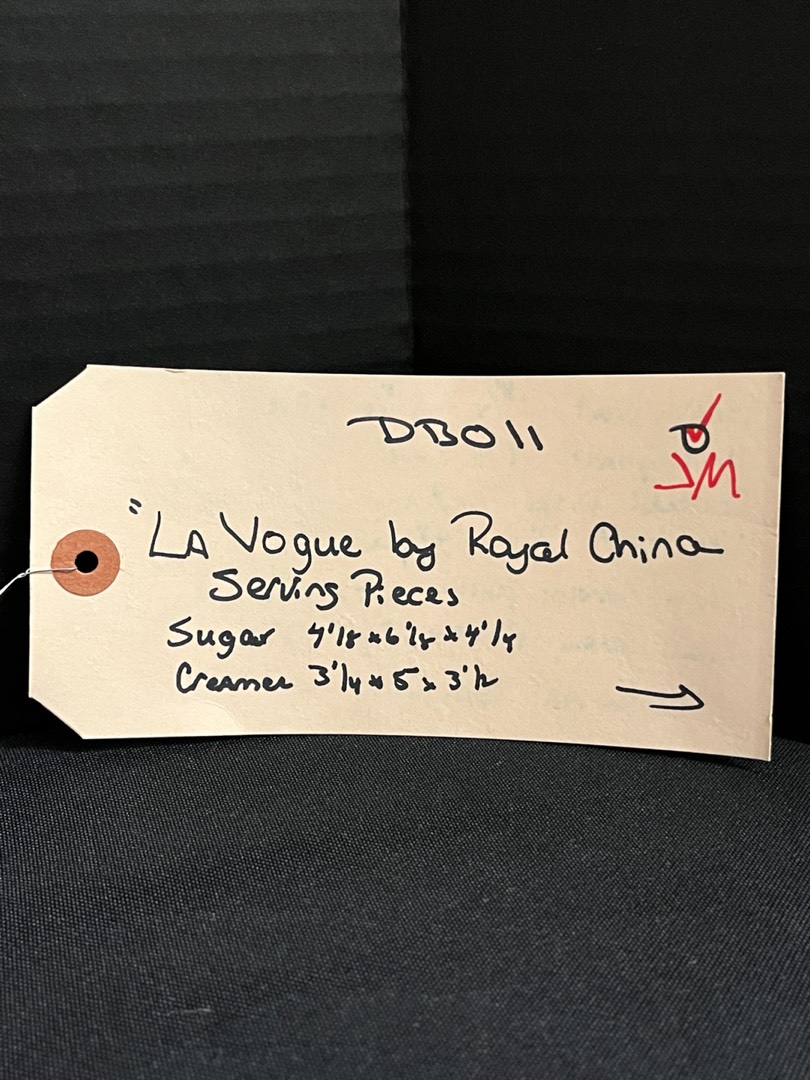 DB011
JM
"LA Vogue by Royal China
Serving Pieces
Sugar 4 1/8 x 6 1/8 x 4 1/4
Creamer 3 1/4 x 5 x 3 1/2